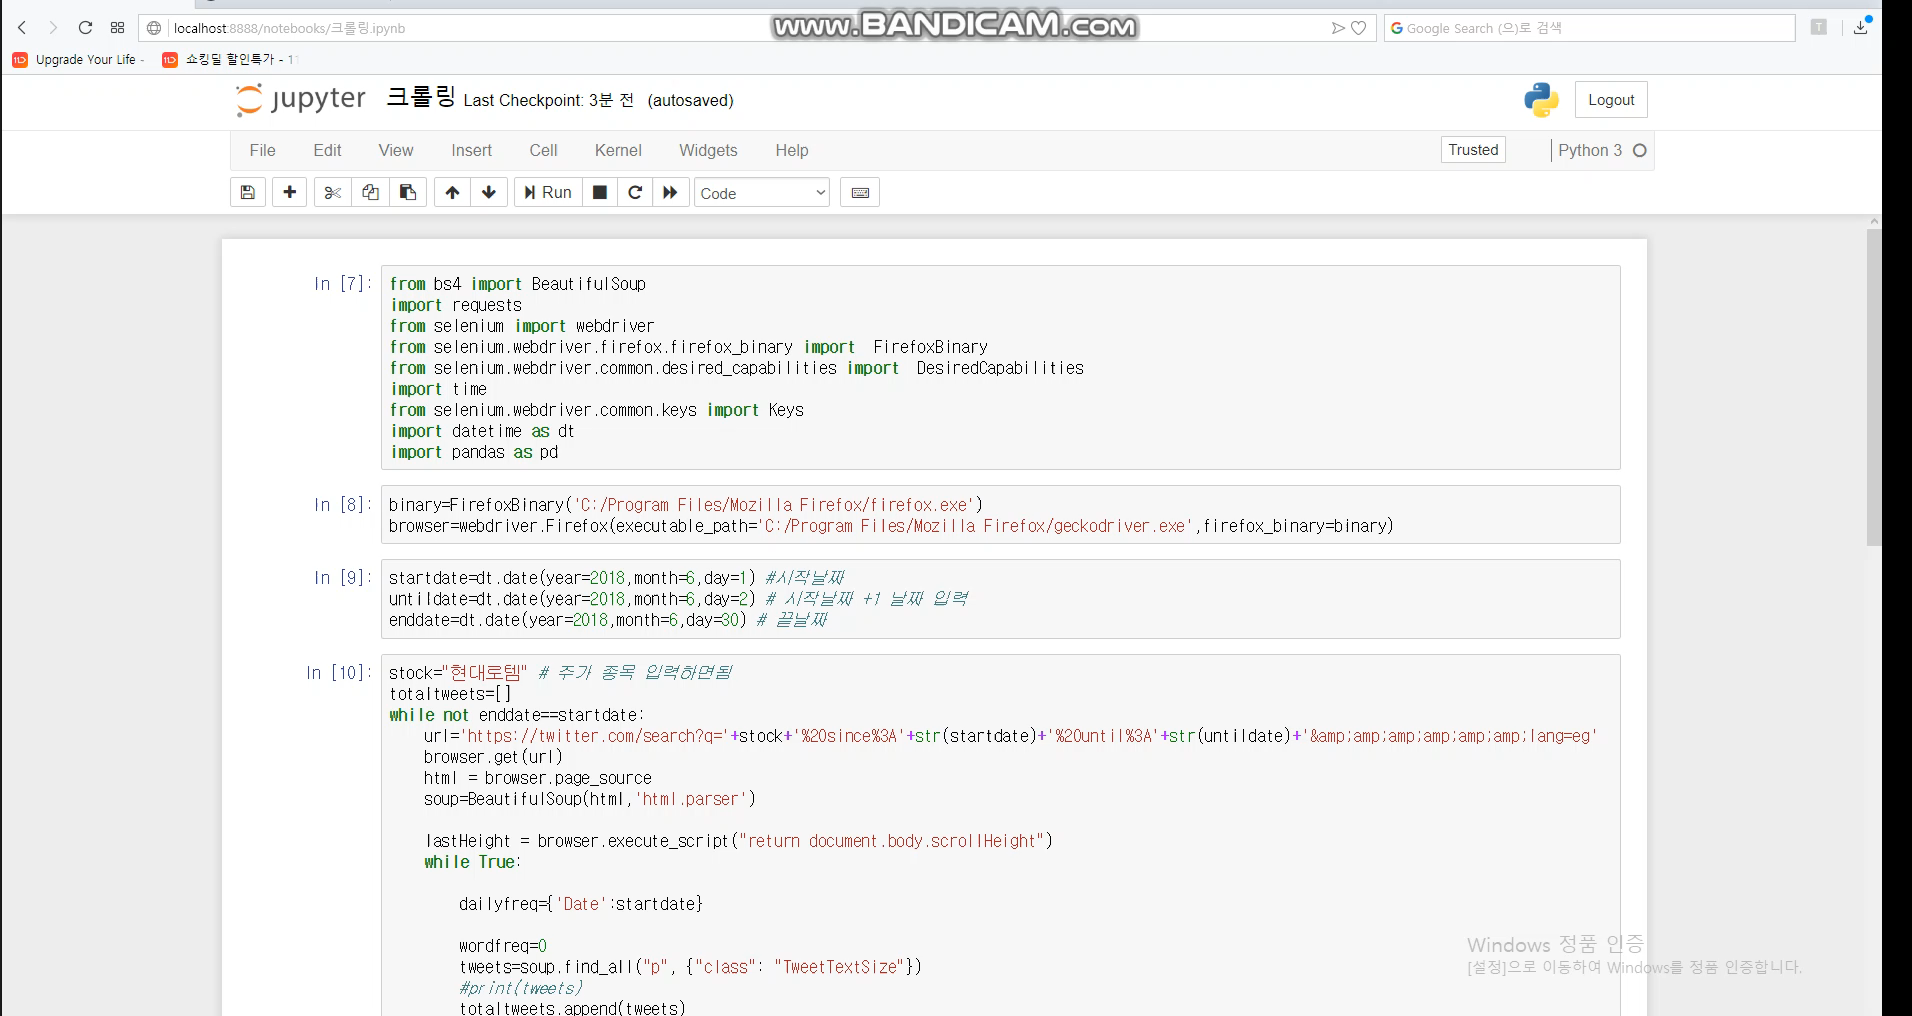 www.BANDICAM.com
localhost:8888/notebooks/크롤링.ipynb
Google Search (으)로 검색
T
Upgrade Your Life -
쇼킹딜 할인특가 - 11
jupyter 크롤링 Last Checkpoint: 3분 전 (autosaved)
Logout
File Edit View Insert Cell Kernel Widgets Help
Trusted
Python 3
Run
Code
In [7]:
from bs4 import BeautifulSoup
import requests
from selenium import webdriver
from selenium.webdriver.firefox.firefox_binary import  FirefoxBinary
from selenium.webdriver.common.desired_capabilities import  DesiredCapabilities
import time
from selenium.webdriver.common.keys import Keys
import datetime as dt
import pandas as pd
In [8]:
binary=FirefoxBinary('C:/Program Files/Mozilla Firefox/firefox.exe')
browser=webdriver.Firefox(executable_path='C:/Program Files/Mozilla Firefox/geckodriver.exe',firefox_binary=binary)
In [9]:
startdate=dt.date(year=2018,month=6,day=1) #시작날짜
untildate=dt.date(year=2018,month=6,day=2) # 시작날짜 +1 날짜 입력
enddate=dt.date(year=2018,month=6,day=30) # 끝날짜
In [10]:
stock="현대로템" # 주가 종목 입력하면됨
totaltweets=[]
while not enddate==startdate:
url='https://twitter.com/search?q='+stock+'%20since%3A'+str(startdate)+'%20until%3A'+str(untildate)+'&amp;amp;amp;amp;amp;amp;lang=eg'
browser.get(url)
html = browser.page_source
soup=BeautifulSoup(html,'html.parser')
lastHeight = browser.execute_script("return document.body.scrollHeight")
while True:
dailyfreq={'Date':startdate}
wordfreq=0
tweets=soup.find_all("p", {"class": "TweetTextSize"})
#print(tweets)
totaltweets.append(tweets)
Windows 정품 인증
[설정]으로 이동하여 Windows를 정품 인증합니다.